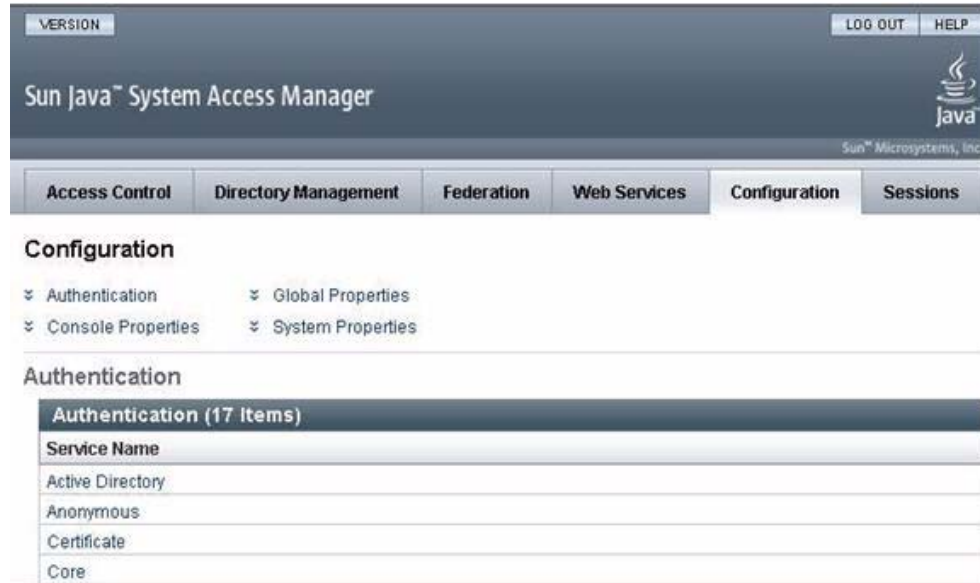 VERSION
LOG OUT HELP
Sun Java™ System Access Manager
Java
Sun™ Microsystems, Inc
Access Control Directory Management Federation Web Services Configuration Sessions
Configuration
Authentication Global Properties
Console Properties System Properties
Authentication
Authentication (17 Items)
Service Name
Active Directory
Anonymous
Certificate
Core